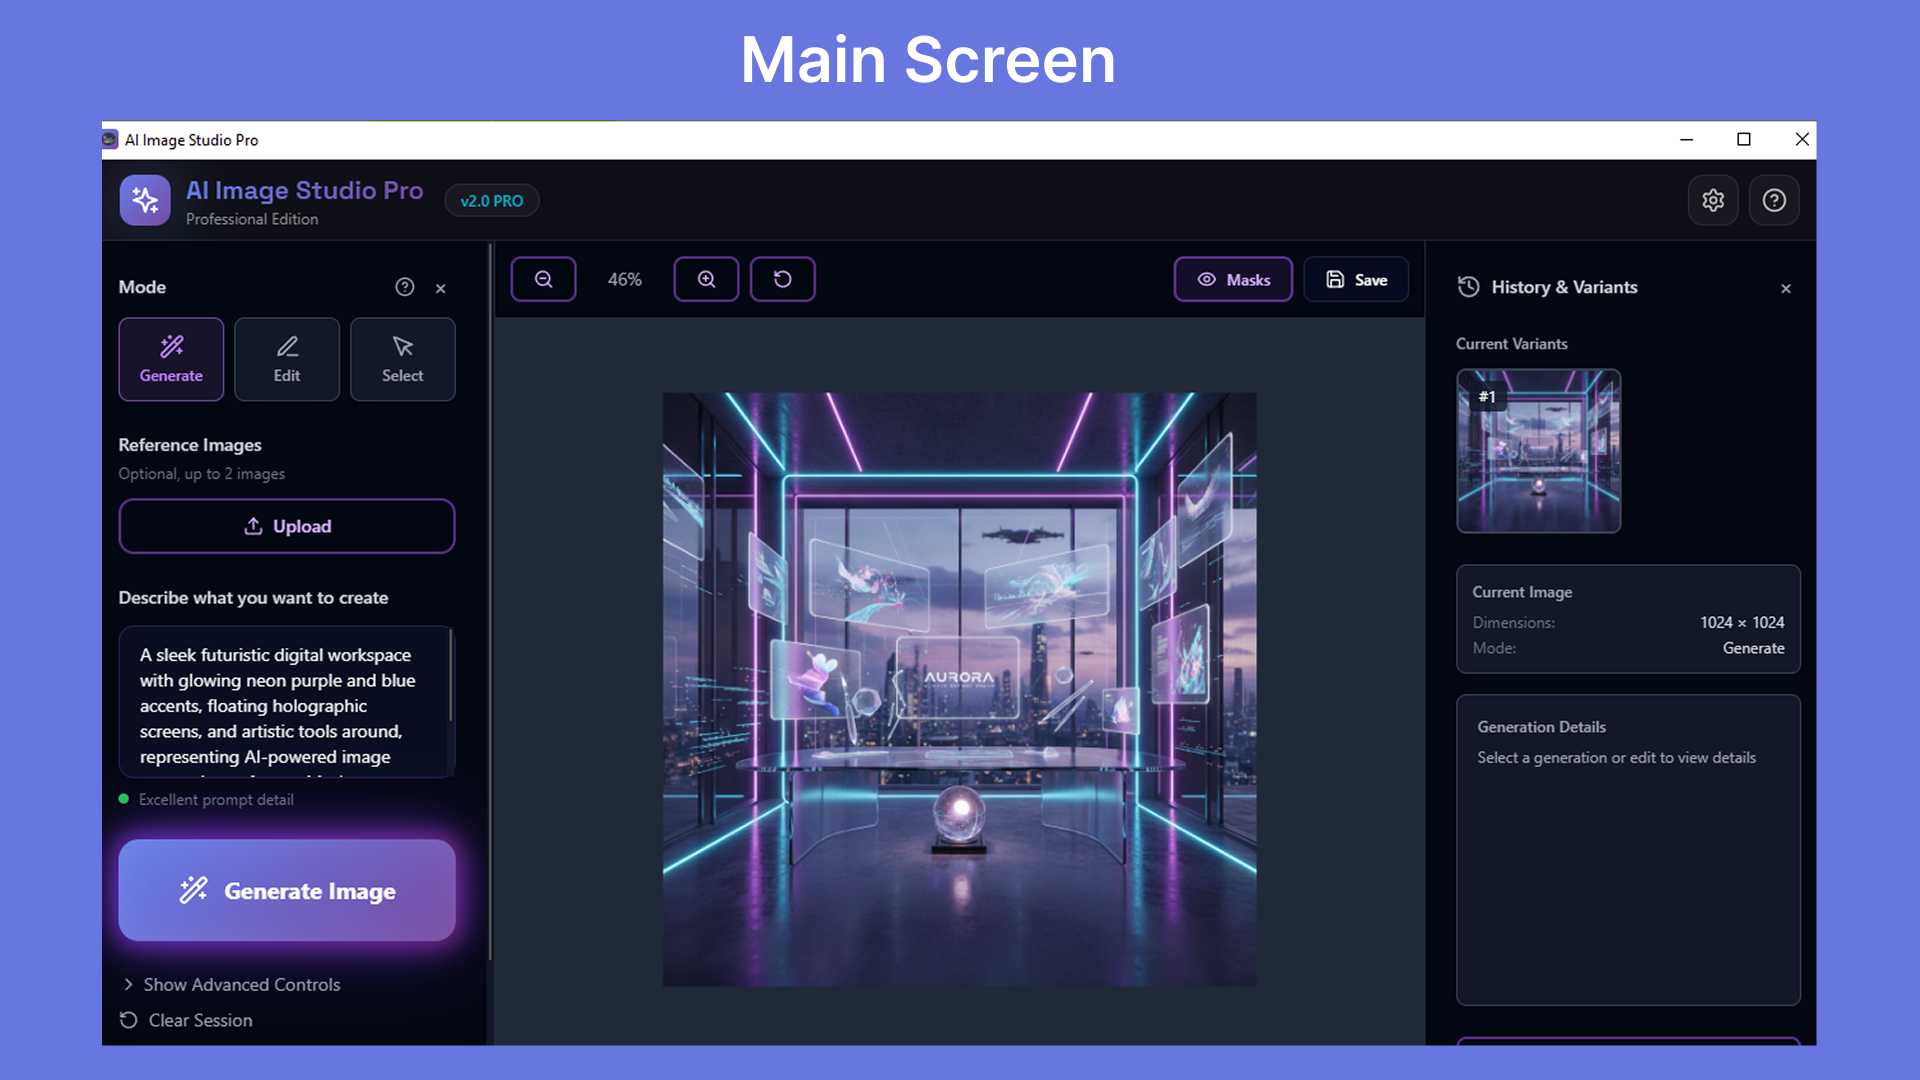 Main Screen
AI Image Studio Pro
AI Image Studio Pro
Professional Edition
v2.0 PRO
Mode
Generate
Edit
Select
Reference Images
Optional, up to 2 images
Upload
Describe what you want to create
A sleek futuristic digital workspace
with glowing neon purple and blue
accents, floating holographic
screens, and artistic tools around,
representing AI-powered image
Excellent prompt detail
Generate Image
Show Advanced Controls
Clear Session
46%
Masks
Save
AURORA
History & Variants
Current Variants
#1
Current Image
Dimensions: 1024 × 1024
Mode: Generate
Generation Details
Select a generation or edit to view details